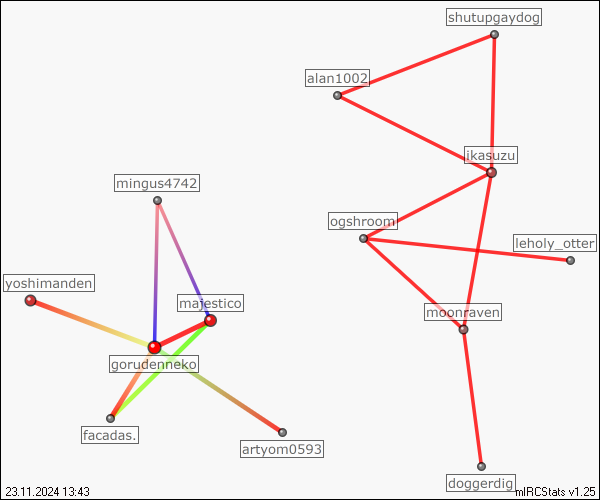 shutupgaydog
alan1002
ikasuzu
mingus4742
ogshroom
leholy_otter
yoshimanden
majestico
moonraven
gorudenneko
facadas.
artyom0593
doggerdig
23.11.2024 13:43
mIRCStats v1.25